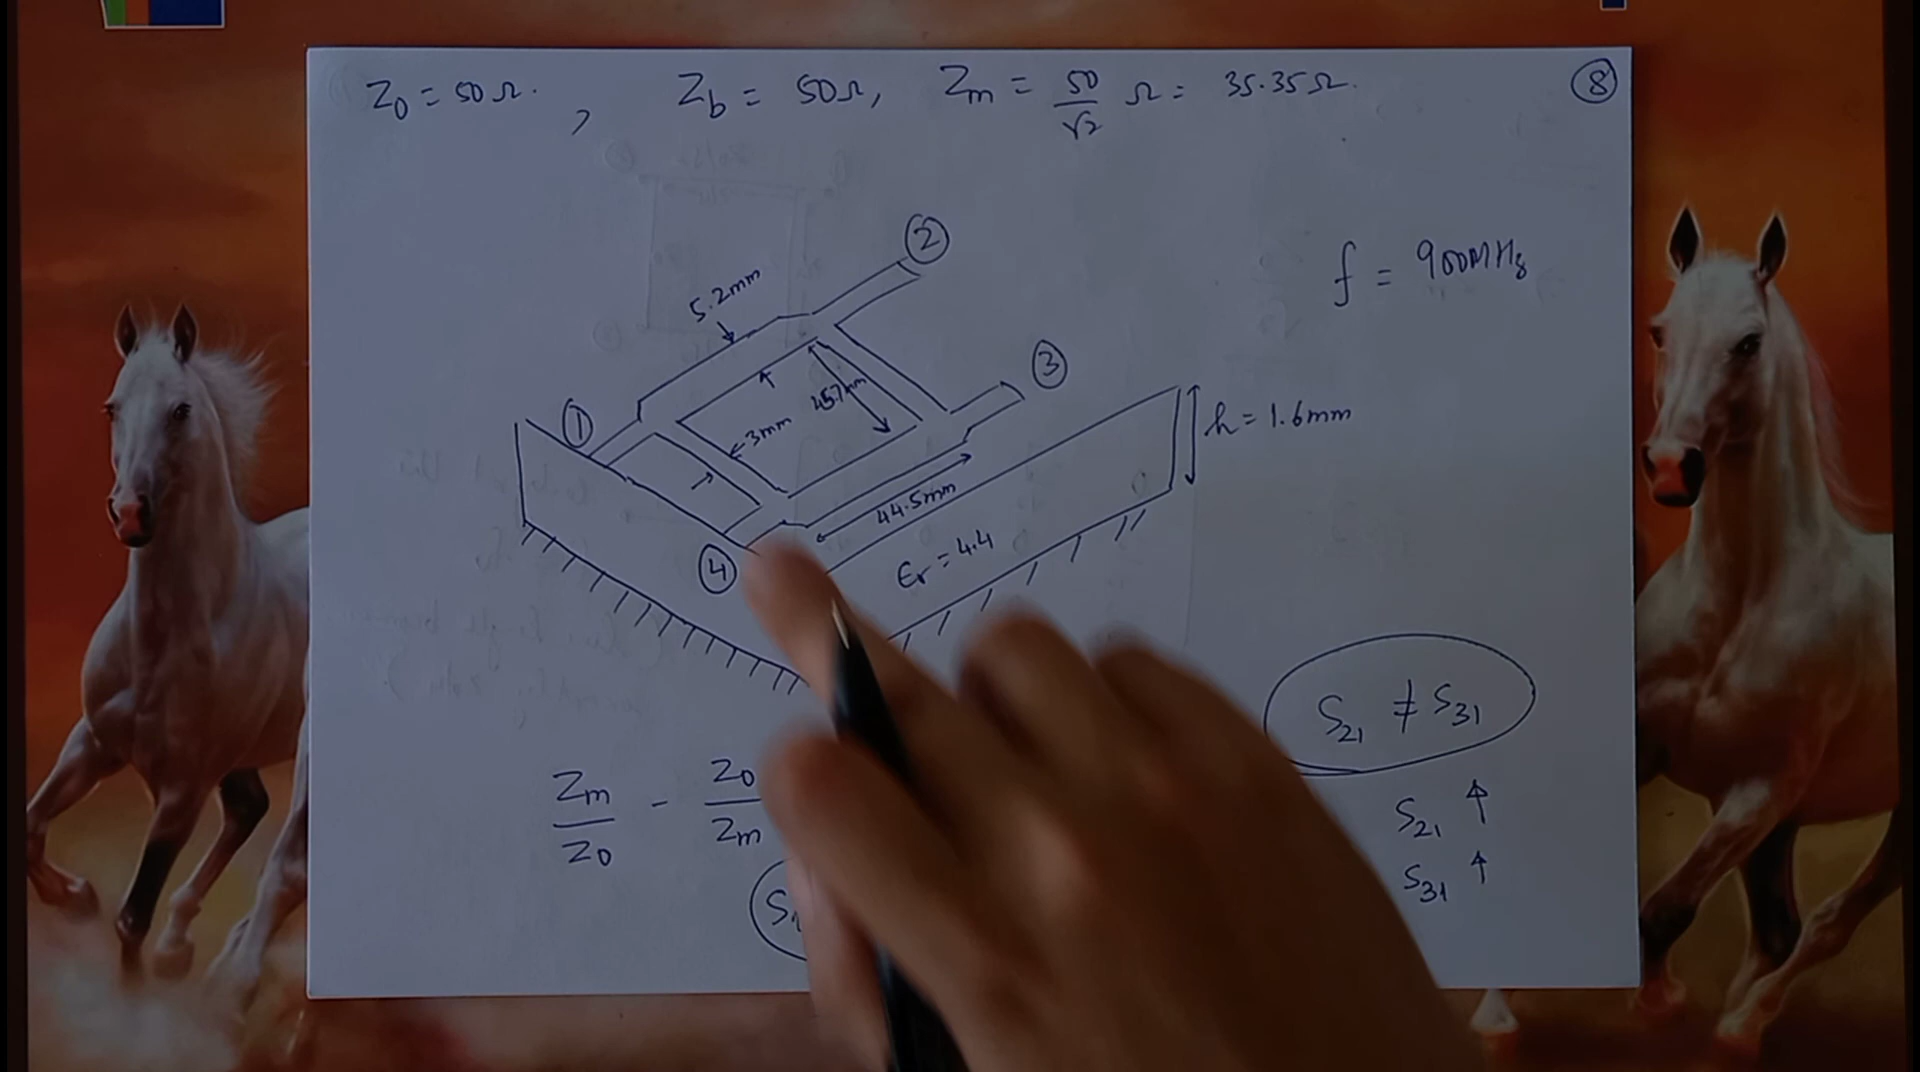 Z0 = 50Ω. , Zb = 50Ω, Zm = 50/√2 Ω = 35.35Ω.
8
2
f = 900MHz
5.2mm
3
1
45.7mm
3mm
h = 1.6mm
44.5mm
4
εr = 4.4
S21 ≠ S31
Zm/Z0 - Z0/Zm
S21 ↑
S31 ↑